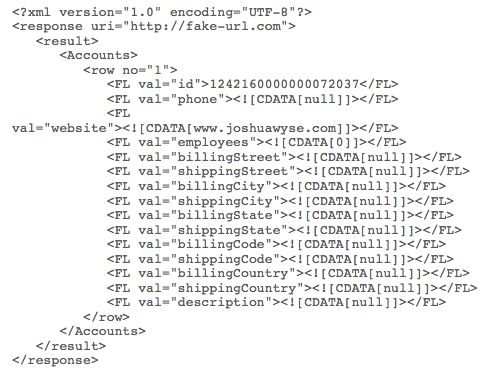 <?xml version="1.0" encoding="UTF-8"?>
<response uri="http://fake-url.com">
<result>
<Accounts>
<row no="1">
<FL val="id">1242160000000072037</FL>
<FL val="phone"><![CDATA[null]]></FL>
<FL
val="website"><![CDATA[www.joshuawyse.com]]></FL>
<FL val="employees"><![CDATA[0]]></FL>
<FL val="billingStreet"><![CDATA[null]]></FL>
<FL val="shippingStreet"><![CDATA[null]]></FL>
<FL val="billingCity"><![CDATA[null]]></FL>
<FL val="shippingCity"><![CDATA[null]]></FL>
<FL val="billingState"><![CDATA[null]]></FL>
<FL val="shippingState"><![CDATA[null]]></FL>
<FL val="billingCode"><![CDATA[null]]></FL>
<FL val="shippingCode"><![CDATA[null]]></FL>
<FL val="billingCountry"><![CDATA[null]]></FL>
<FL val="shippingCountry"><![CDATA[null]]></FL>
<FL val="description"><![CDATA[null]]></FL>
</row>
</Accounts>
</result>
</response>